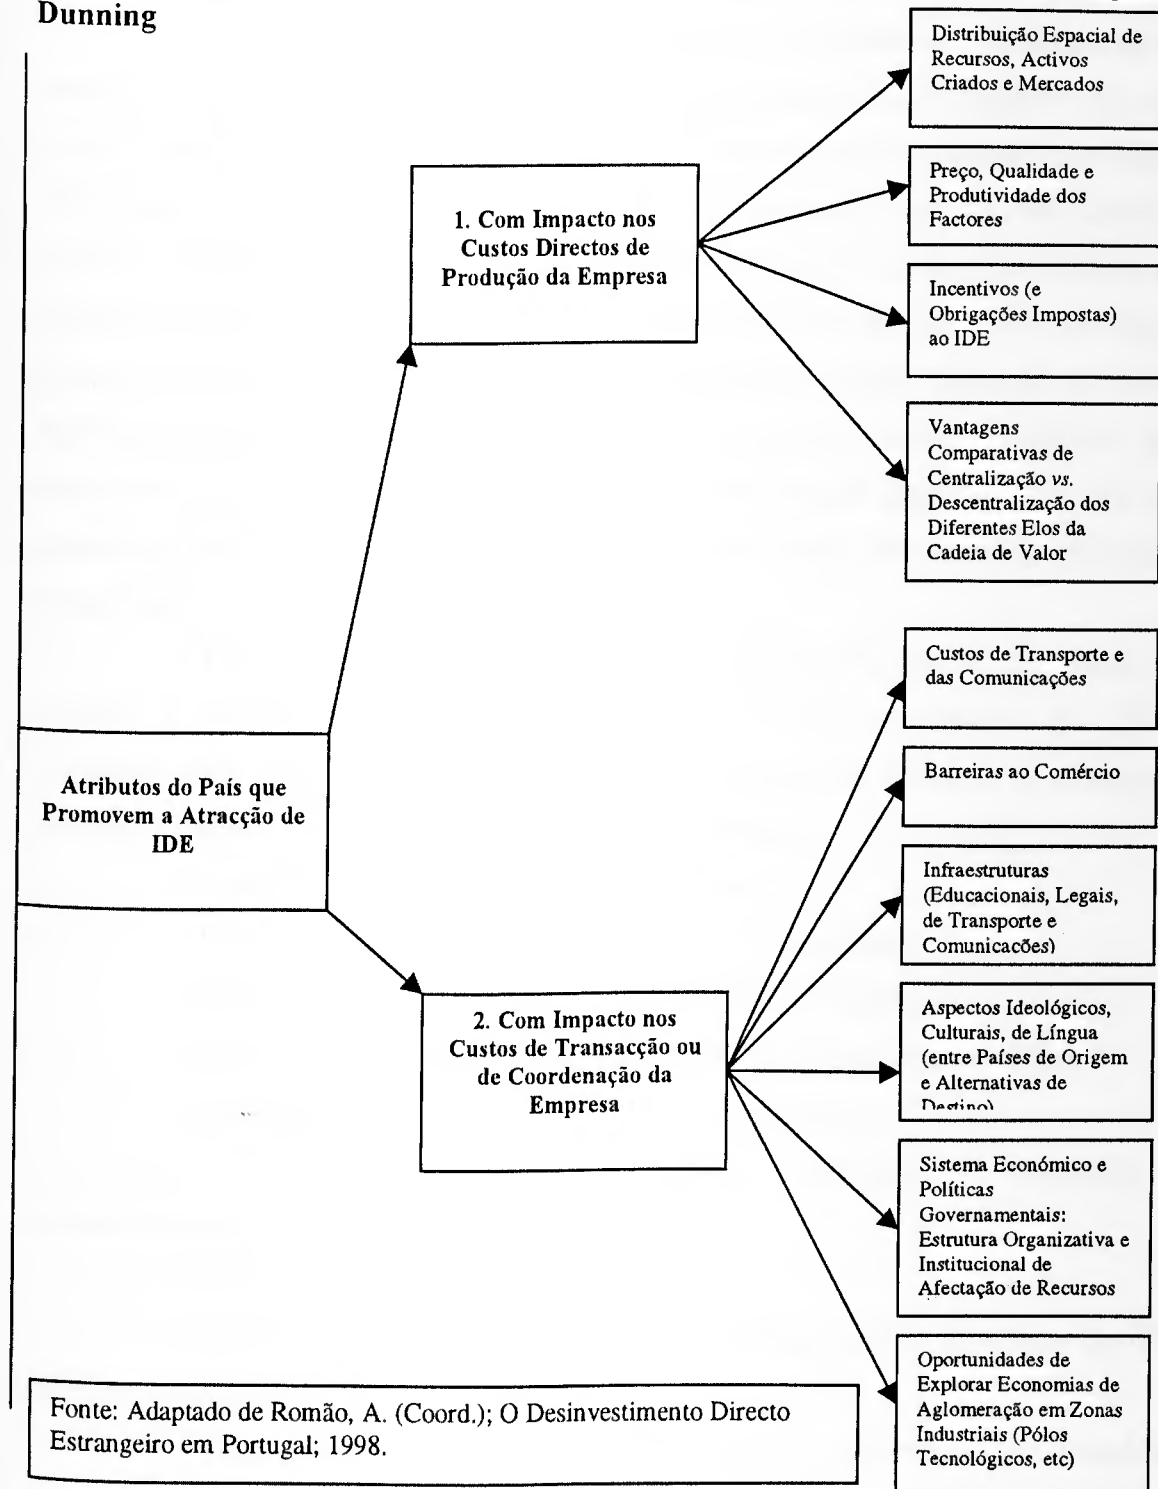 Dunning
Distribuição Espacial de
Recursos, Activos
Criados e Mercados
Preço, Qualidade e
Produtividade dos
Factores
1. Com Impacto nos
Custos Directos de
Produção da Empresa
Incentivos (e
Obrigações Impostas)
ao IDE
Vantagens
Comparativas de
Centralização vs.
Descentralização dos
Diferentes Elos da
Cadeia de Valor
Custos de Transporte e
das Comunicações
Atributos do País que
Promovem a Atracção de
IDE
Barreiras ao Comércio
Infraestruturas
(Educacionais, Legais,
de Transporte e
Comunicacões)
2. Com Impacto nos
Custos de Transacção ou
de Coordenação da
Empresa
Aspectos Ideológicos,
Culturais, de Língua
(entre Países de Origem
e Alternativas de
Destino)
Sistema Económico e
Políticas
Governamentais:
Estrutura Organizativa e
Institucional de
Afectação de Recursos
Oportunidades de
Explorar Economias de
Aglomeração em Zonas
Industriais (Pólos
Tecnológicos, etc)
Fonte: Adaptado de Romão, A. (Coord.); O Desinvestimento Directo
Estrangeiro em Portugal; 1998.